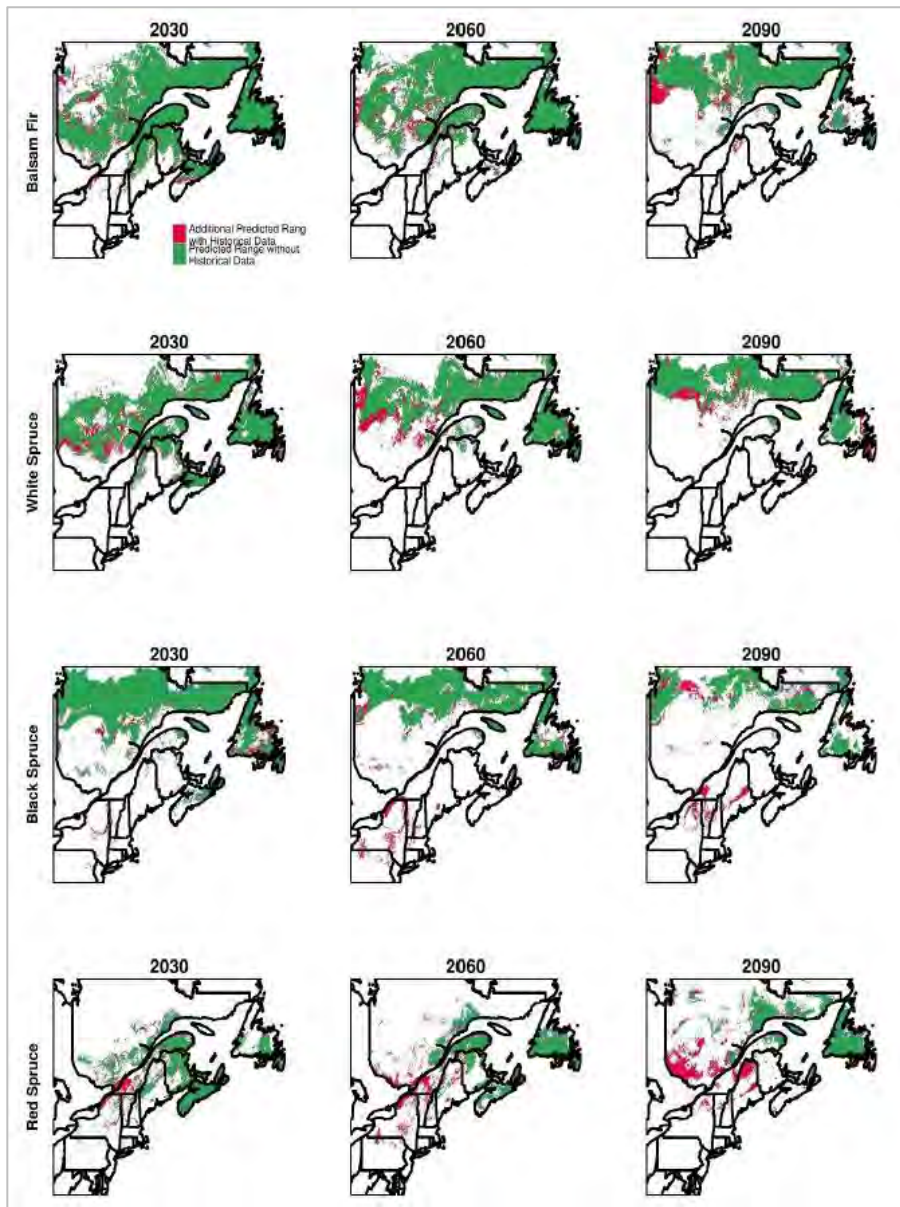 2030 2060 2090
Balsam Fir
Additional Predicted Rang
with Historical Data
Predicted Range without
Historical Data
2030 2060 2090
White Spruce
2030 2060 2090
Black Spruce
2030 2060 2090
Red Spruce